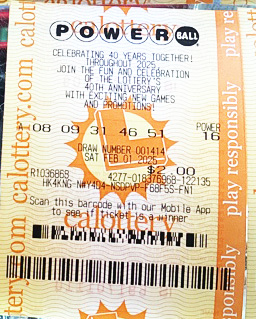 POWERBALL
CELEBRATING 40 YEARS TOGETHER!
THROUGHOUT 2025
JOIN THE FUN AND CELEBRATION
OF THE LOTTERY'S
40TH ANNIVERSARY
WITH EXCITING NEW GAMES
AND PROMOTIONS!
08 09 31 46 51 POWER 16
DRAW NUMBER 001414
SAT FEB 01 2025
$2.00
Scan this barcode with our Mobile App
to see if ticket is a winner
calottery
calottery.com
play responsibly